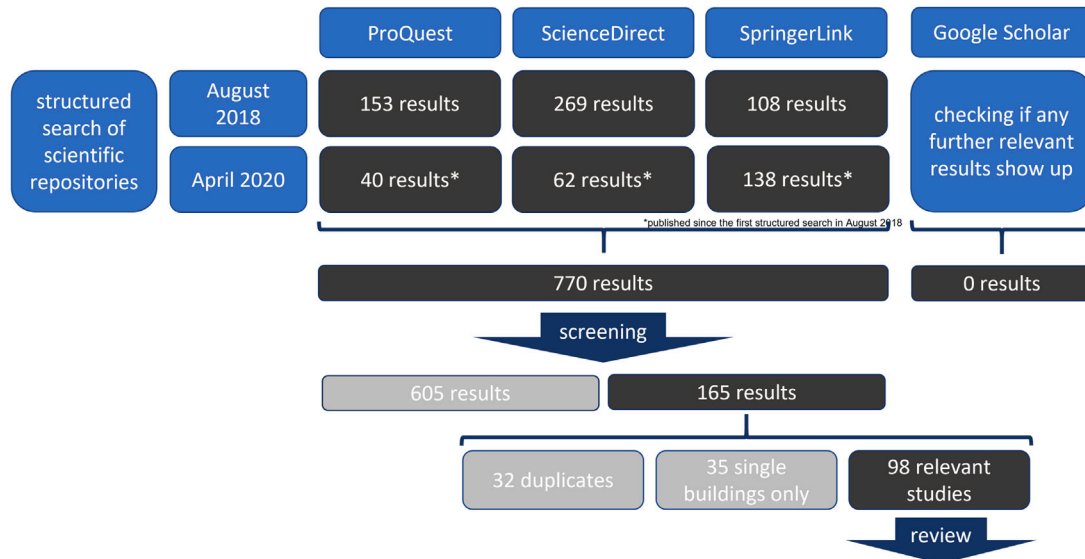 ProQuest
ScienceDirect
SpringerLink
Google Scholar
structured
search of
scientific
repositories
August
2018
153 results
269 results
108 results
checking if any
further relevant
results show up
April 2020
40 results*
62 results*
138 results*
*published since the first structured search in August 2018
770 results
0 results
screening
605 results
165 results
32 duplicates
35 single
buildings only
98 relevant
studies
review